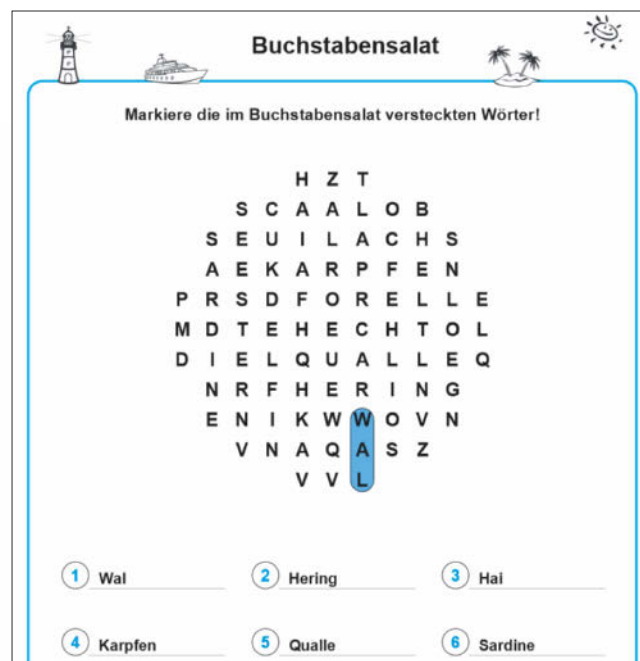 Buchstabensalat
Markiere die im Buchstabensalat versteckten Wörter!
H Z T
S C A A L O B
S E U I L A C H S
A E K A R P F E N
P R S D F O R E L L E
M D T E H E C H T O L
D I E L Q U A L L E Q
N R F H E R I N G
E N I K W W O V N
V N A Q A S Z
V V L
1 Wal 2 Hering 3 Hai
4 Karpfen 5 Qualle 6 Sardine